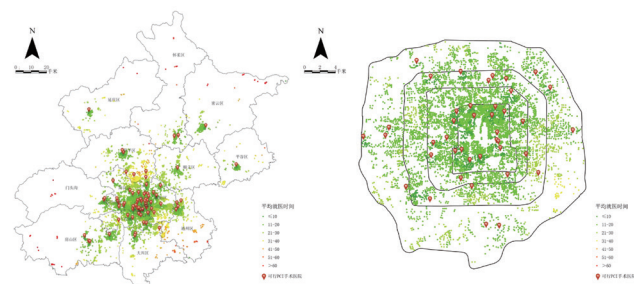 N
0 10 20
千米
怀柔区
延庆区
密云区
昌平区
平谷区
顺义区
门头沟
房山区
通州区
大兴区
平均就医时间
≤10
11-20
21-30
31-40
41-50
51-60
>60
可行PCI手术医院
N
0 2 4
千米
平均就医时间
≤10
11-20
21-30
31-40
41-50
51-60
>60
可行PCI手术医院